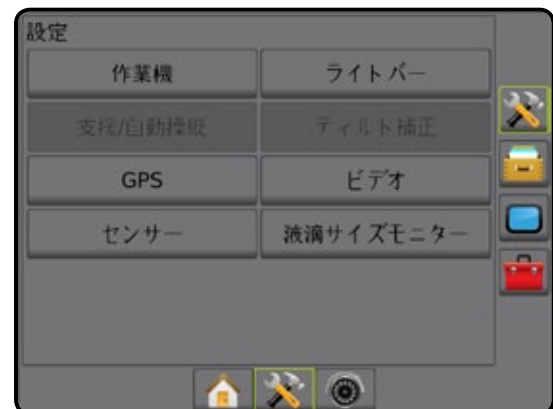 設定
作業機
ライトバー
支援/自動操縦
ティルト補正
GPS
ビデオ
センサー
液滴サイズモニター